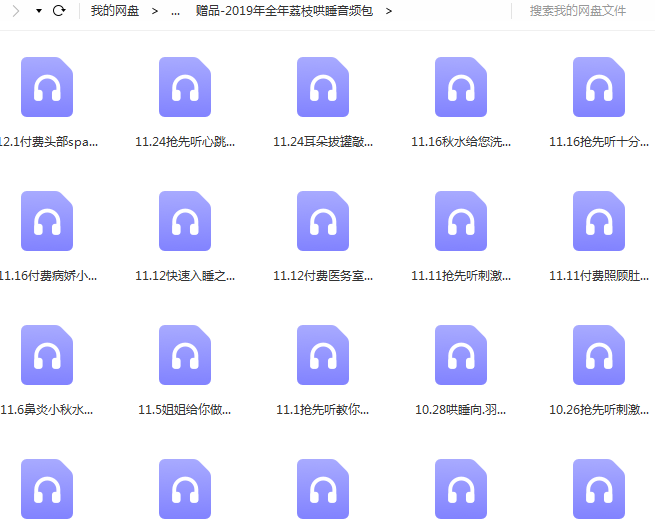 我的网盘 > ... 赠品-2019年全年荔枝哄睡音频包 > 搜索我的网盘文件
12.1付费头部spa... 11.24抢先听心跳... 11.24耳朵拔罐敲... 11.16秋水给您洗... 11.16抢先听十分...
11.16付费病娇小... 11.12快速入睡之... 11.12付费医务室... 11.11抢先听刺激... 11.11付费照顾肚...
11.6鼻炎小秋水... 11.5姐姐给你做... 11.1抢先听教你... 10.28哄睡向.羽... 10.26抢先听刺激...